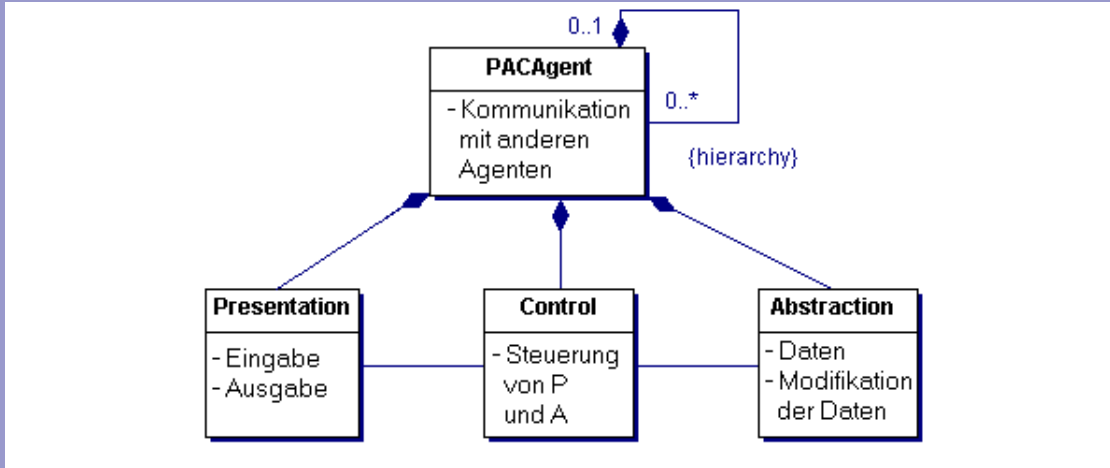 0..1
PACAgent
- Kommunikation
mit anderen
Agenten
0..*
{hierarchy}
Presentation
- Eingabe
- Ausgabe
Control
- Steuerung
von P
und A
Abstraction
- Daten
- Modifikation
der Daten